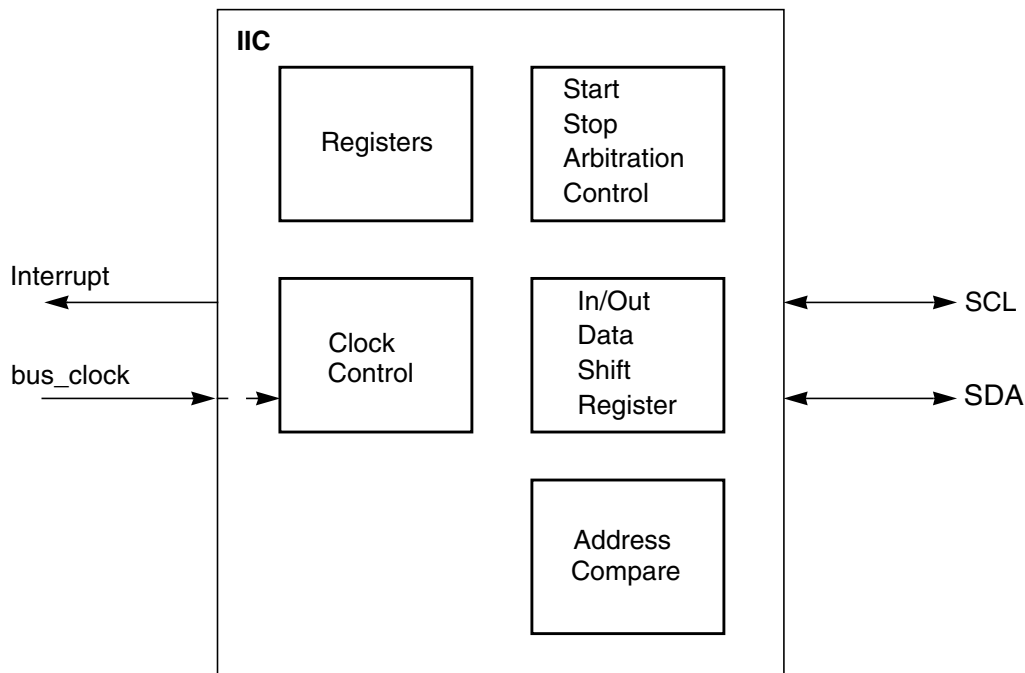 IIC
Registers
Start
Stop
Arbitration
Control
Interrupt
bus_clock
Clock
Control
In/Out
Data
Shift
Register
SCL
SDA
Address
Compare